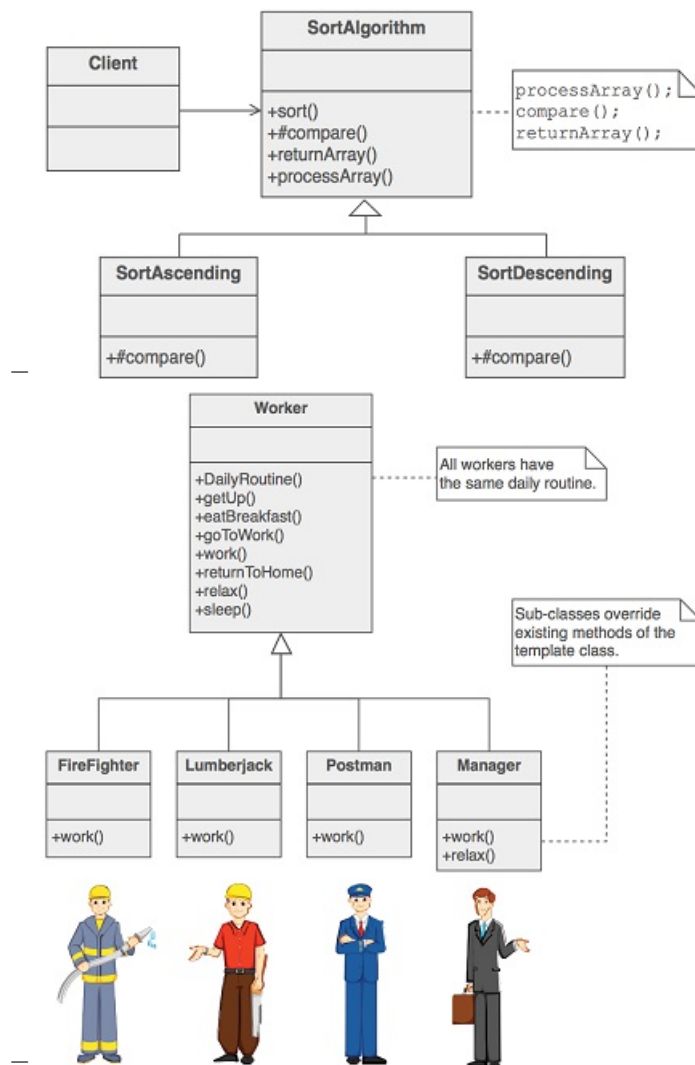 SortAlgorithm
Client
+sort()
+#compare()
+returnArray()
+processArray()
processArray();
compare();
returnArray();
SortAscending
+#compare()
SortDescending
+#compare()
Worker
+DailyRoutine()
+getUp()
+eatBreakfast()
+goToWork()
+work()
+returnToHome()
+relax()
+sleep()
All workers have
the same daily routine.
Sub-classes override
existing methods of the
template class.
FireFighter
+work()
Lumberjack
+work()
Postman
+work()
Manager
+work()
+relax()